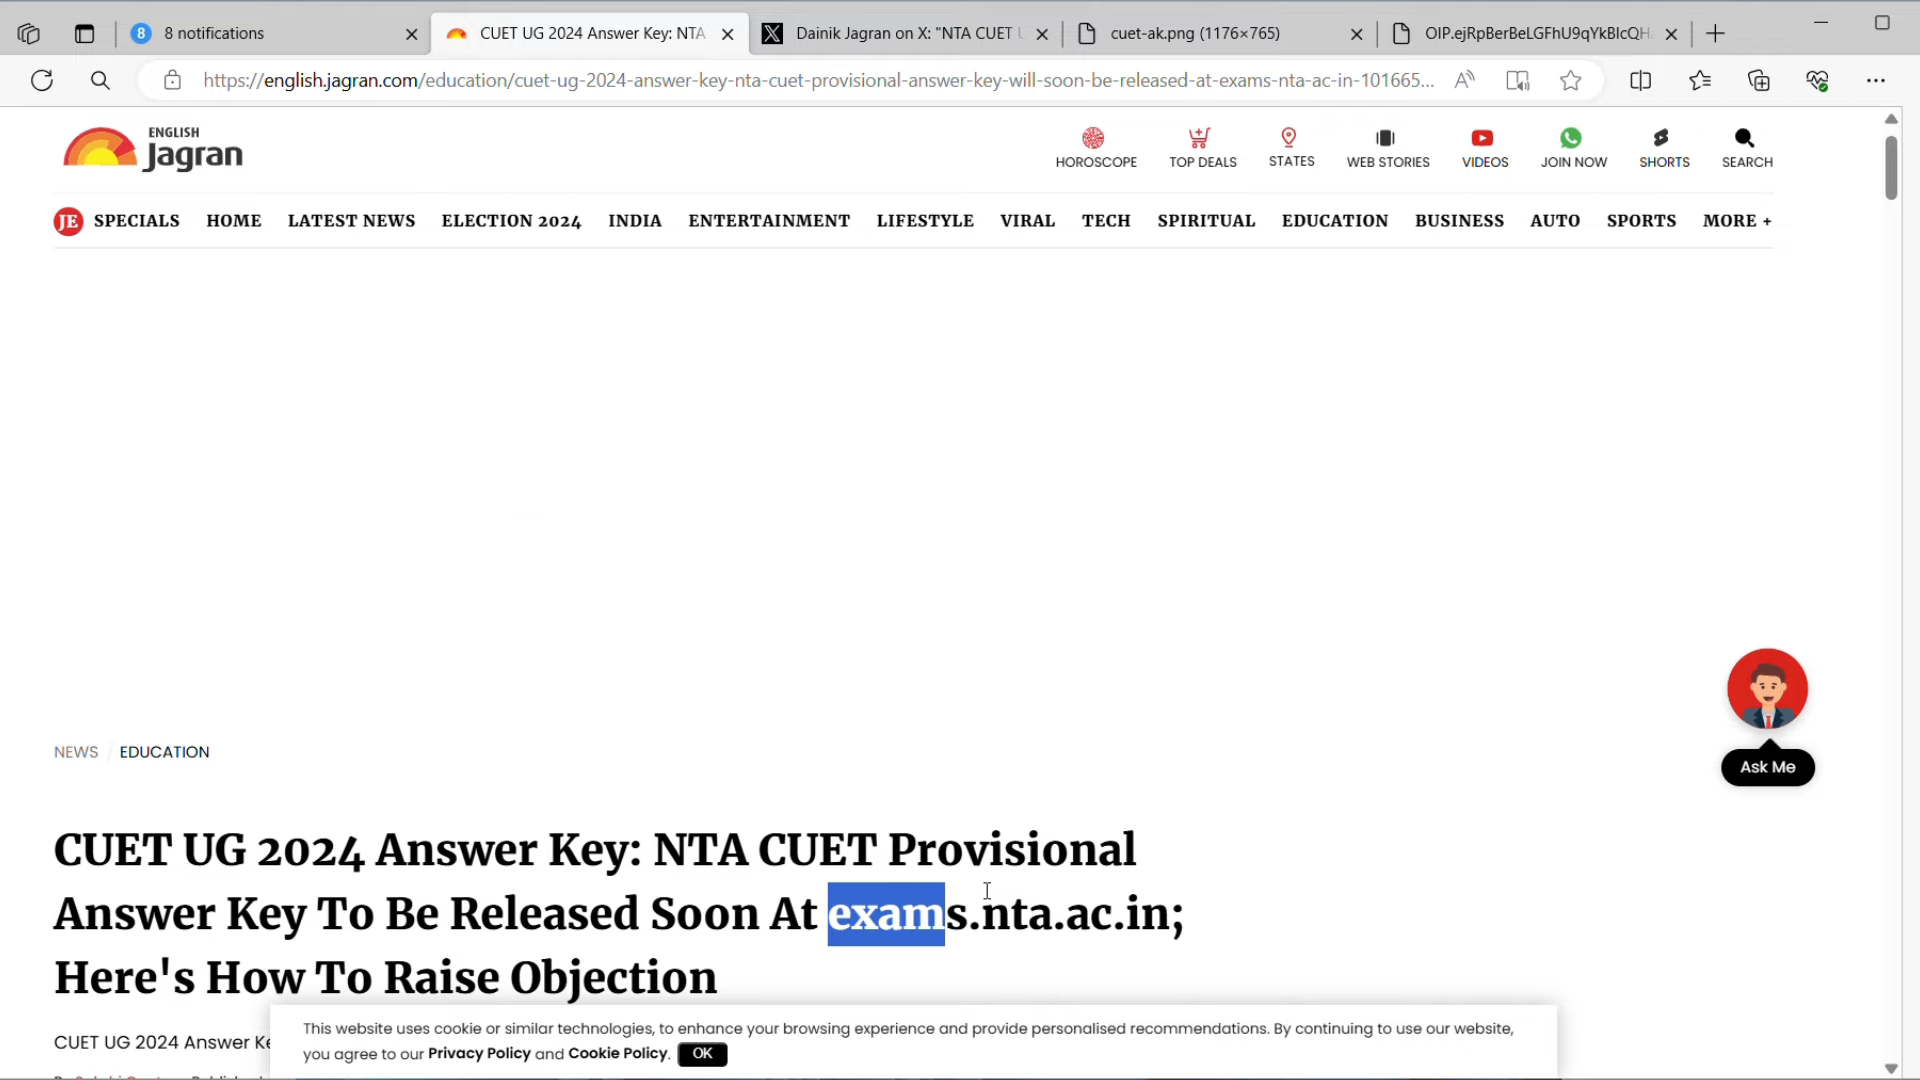 8
8 notifications
CUET UG 2024 Answer Key: NTA
Dainik Jagran on X: "NTA CUET U
cuet-ak.png (1176×765)
OIP.ejRpBerBeLGFhU9qYkBlcQHa
https://english.jagran.com/education/cuet-ug-2024-answer-key-nta-cuet-provisional-answer-key-will-soon-be-released-at-exams-nta-ac-in-101665...
ENGLISH
Jagran
HOROSCOPE
TOP DEALS
STATES
WEB STORIES
VIDEOS
JOIN NOW
SHORTS
SEARCH
JE SPECIALS HOME LATEST NEWS ELECTION 2024 INDIA ENTERTAINMENT LIFESTYLE VIRAL TECH SPIRITUAL EDUCATION BUSINESS AUTO SPORTS MORE +
Ask Me
NEWS / EDUCATION
CUET UG 2024 Answer Key: NTA CUET Provisional
Answer Key To Be Released Soon At exams.nta.ac.in;
Here's How To Raise Objection
CUET UG 2024 Answer
This website uses cookie or similar technologies, to enhance your browsing experience and provide personalised recommendations. By continuing to use our website,
you agree to our Privacy Policy and Cookie Policy. OK